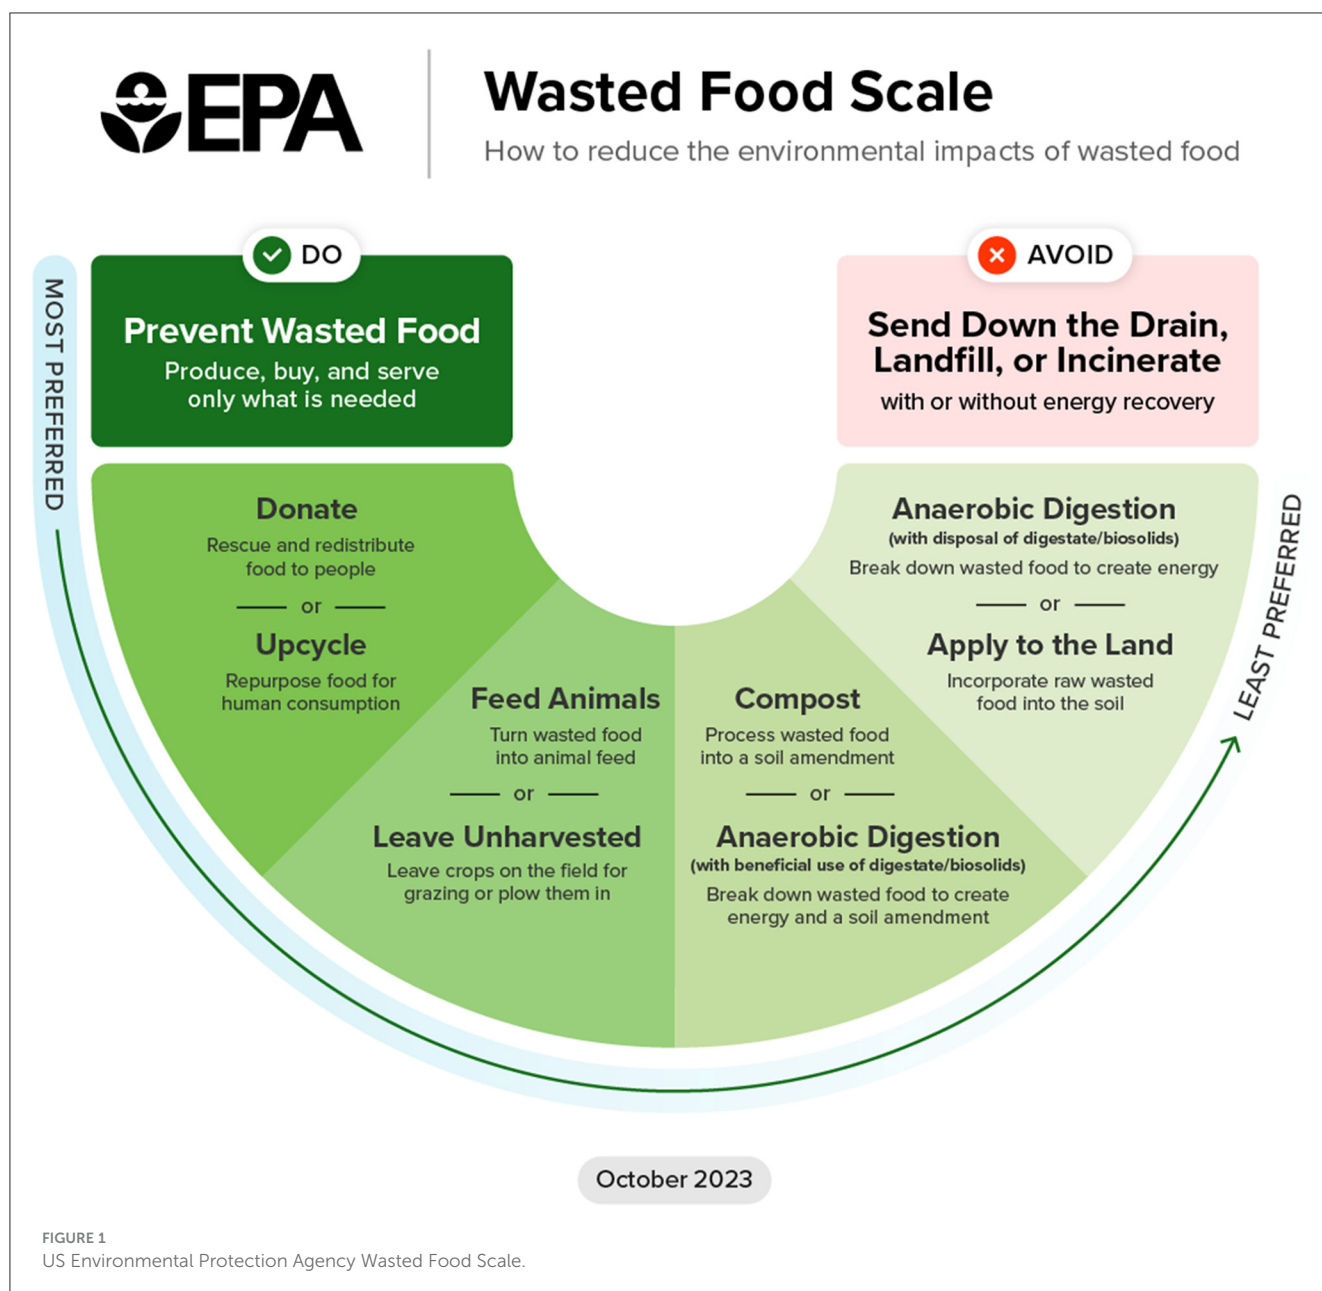 EPA
Wasted Food Scale
How to reduce the environmental impacts of wasted food
DO
AVOID
MOST PREFERRED
Prevent Wasted Food
Produce, buy, and serve
only what is needed
Send Down the Drain,
Landfill, or Incinerate
with or without energy recovery
Donate
Rescue and redistribute
food to people
or
Upcycle
Repurpose food for
human consumption
Feed Animals
Turn wasted food
into animal feed
or
Leave Unharvested
Leave crops on the field for
grazing or plow them in
Compost
Process wasted food
into a soil amendment
or
Anaerobic Digestion
(with beneficial use of digestate/biosolids)
Break down wasted food to create
energy and a soil amendment
Anaerobic Digestion
(with disposal of digestate/biosolids)
Break down wasted food to create energy
or
Apply to the Land
Incorporate raw wasted
food into the soil
LEAST PREFERRED
October 2023
FIGURE 1
US Environmental Protection Agency Wasted Food Scale.